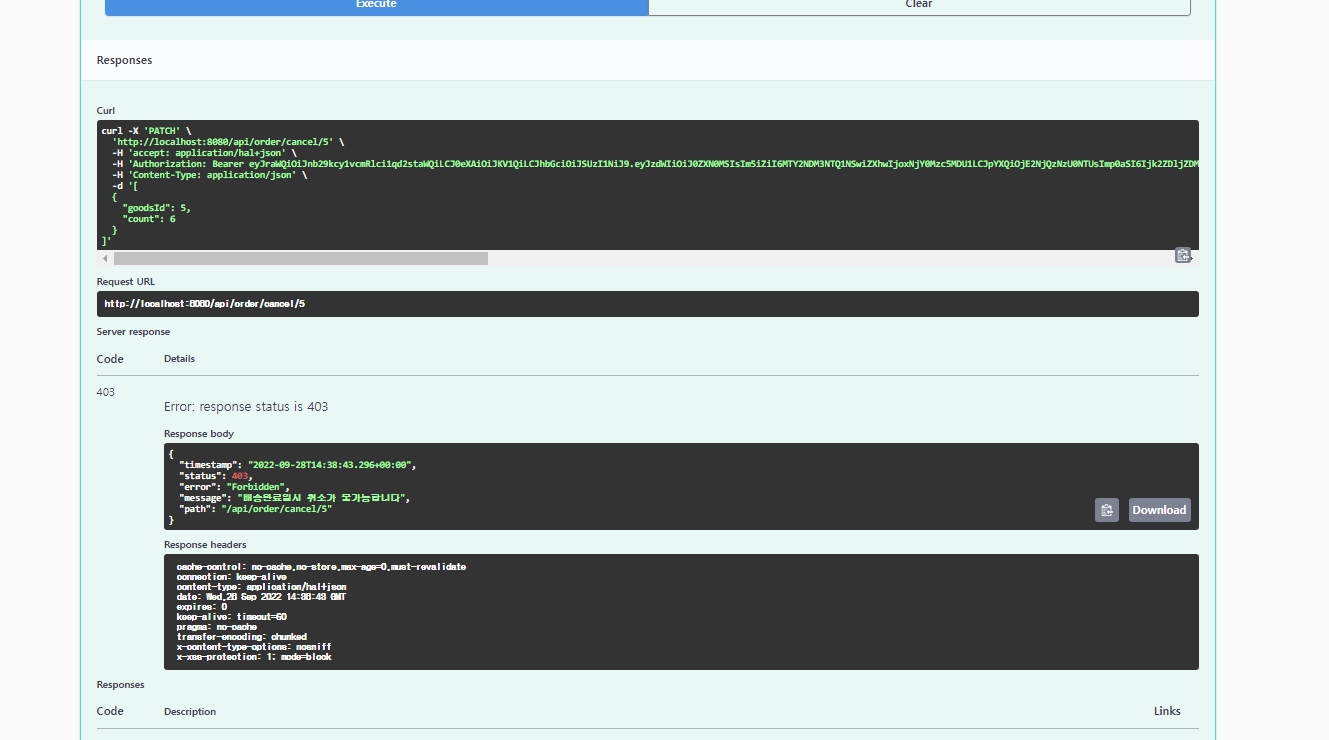 Execute
Clear
Responses
Curl
curl -X 'PATCH' \
'http://localhost:8080/api/order/cancel/5' \
-H 'accept: application/hal+json' \
-H 'Authorization: Bearer
-H 'Content-Type: application/json' \
-d '[
{
"goodsId": 5,
"count": 6
}
]'
Request URL
http://localhost:8080/api/order/cancel/5
Server response
Code Details
403
Error: response status is 403
Response body
{
"timestamp": "2022-09-28T14:38:43.296+00:00",
"status": 403,
"error": "Forbidden",
"message": "배송완료일시 취소가 불가능합니다",
"path": "/api/order/cancel/5"
}
Download
Response headers
cache-control: no-cache,no-store,max-age=0,must-revalidate
connection: keep-alive
content-type: application/hal+json
date: Wed,28 Sep 2022 14:38:43 GMT
expires: 0
keep-alive: timeout=60
pragma: no-cache
transfer-encoding: chunked
x-content-type-options: nosniff
x-xss-protection: 1; mode=block
Responses
Code Description Links